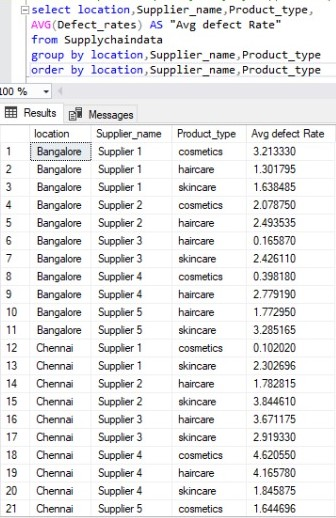 select location,Supplier_name,Product_type,
AVG(Defect_rates) AS "Avg defect Rate"
from Supplychaindata
group by location,Supplier_name,Product_type
order by location,Supplier_name,Product_type
100 %
Results Messages
location Supplier_name Product_type Avg defect Rate
1 Bangalore Supplier 1 cosmetics 3.213330
2 Bangalore Supplier 1 haircare 1.301795
3 Bangalore Supplier 1 skincare 1.638485
4 Bangalore Supplier 2 cosmetics 2.078750
5 Bangalore Supplier 2 haircare 2.493535
6 Bangalore Supplier 3 haircare 0.165870
7 Bangalore Supplier 3 skincare 2.426110
8 Bangalore Supplier 4 cosmetics 0.398180
9 Bangalore Supplier 4 haircare 2.779190
10 Bangalore Supplier 5 haircare 1.772950
11 Bangalore Supplier 5 skincare 3.285165
12 Chennai Supplier 1 cosmetics 0.102020
13 Chennai Supplier 1 skincare 2.302696
14 Chennai Supplier 2 haircare 1.782815
15 Chennai Supplier 2 skincare 3.844610
16 Chennai Supplier 3 haircare 3.671175
17 Chennai Supplier 3 skincare 2.919330
18 Chennai Supplier 4 cosmetics 4.620550
19 Chennai Supplier 4 haircare 4.165780
20 Chennai Supplier 4 skincare 1.845875
21 Chennai Supplier 5 cosmetics 1.644696